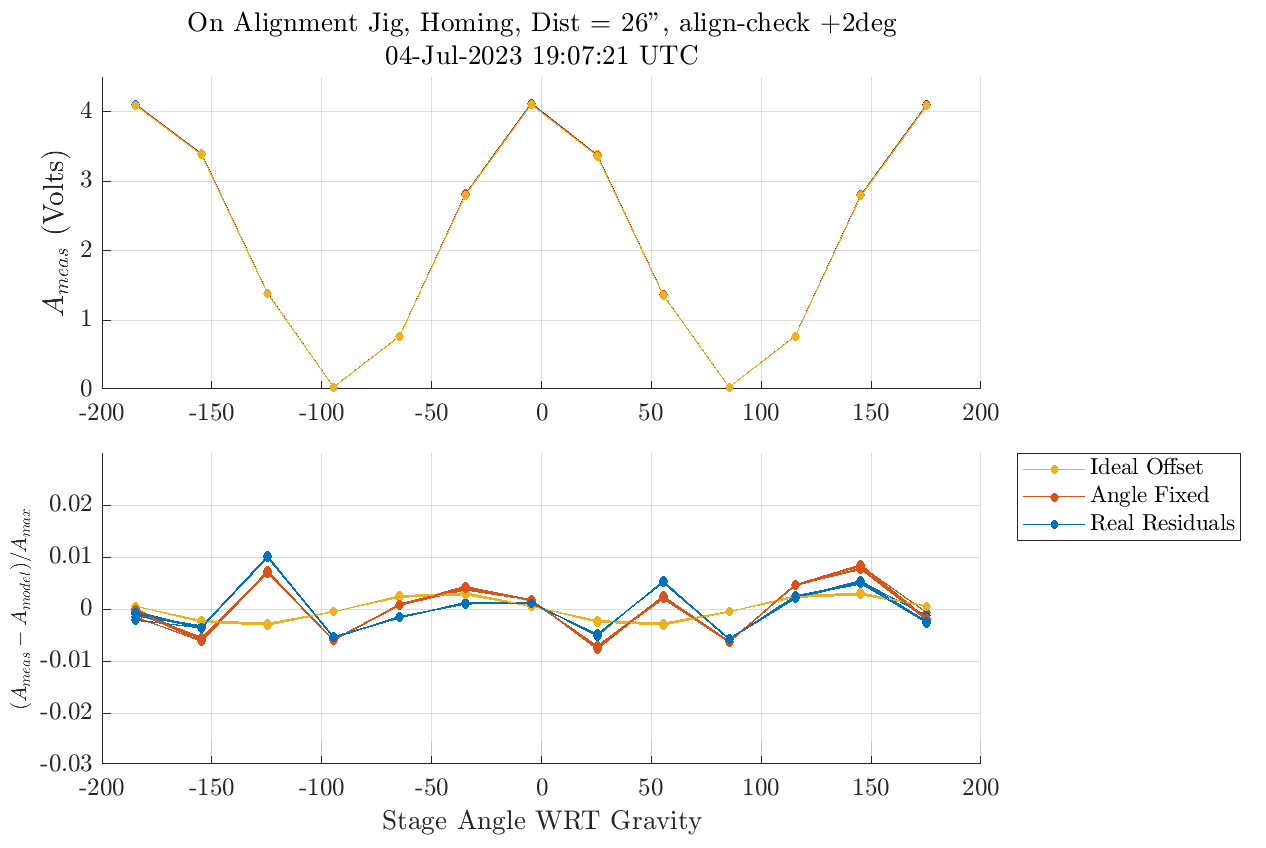 On Alignment Jig, Homing, Dist = 26”, align-check +2deg
04-Jul-2023 19:07:21 UTC
A_meas (Volts)
4
3
2
1
0
-200 -150 -100 -50 0 50 100 150 200
(A_meas − A_model)/A_max
0.02
0.01
0
-0.01
-0.02
-0.03
-200 -150 -100 -50 0 50 100 150 200
Stage Angle WRT Gravity
Ideal Offset
Angle Fixed
Real Residuals